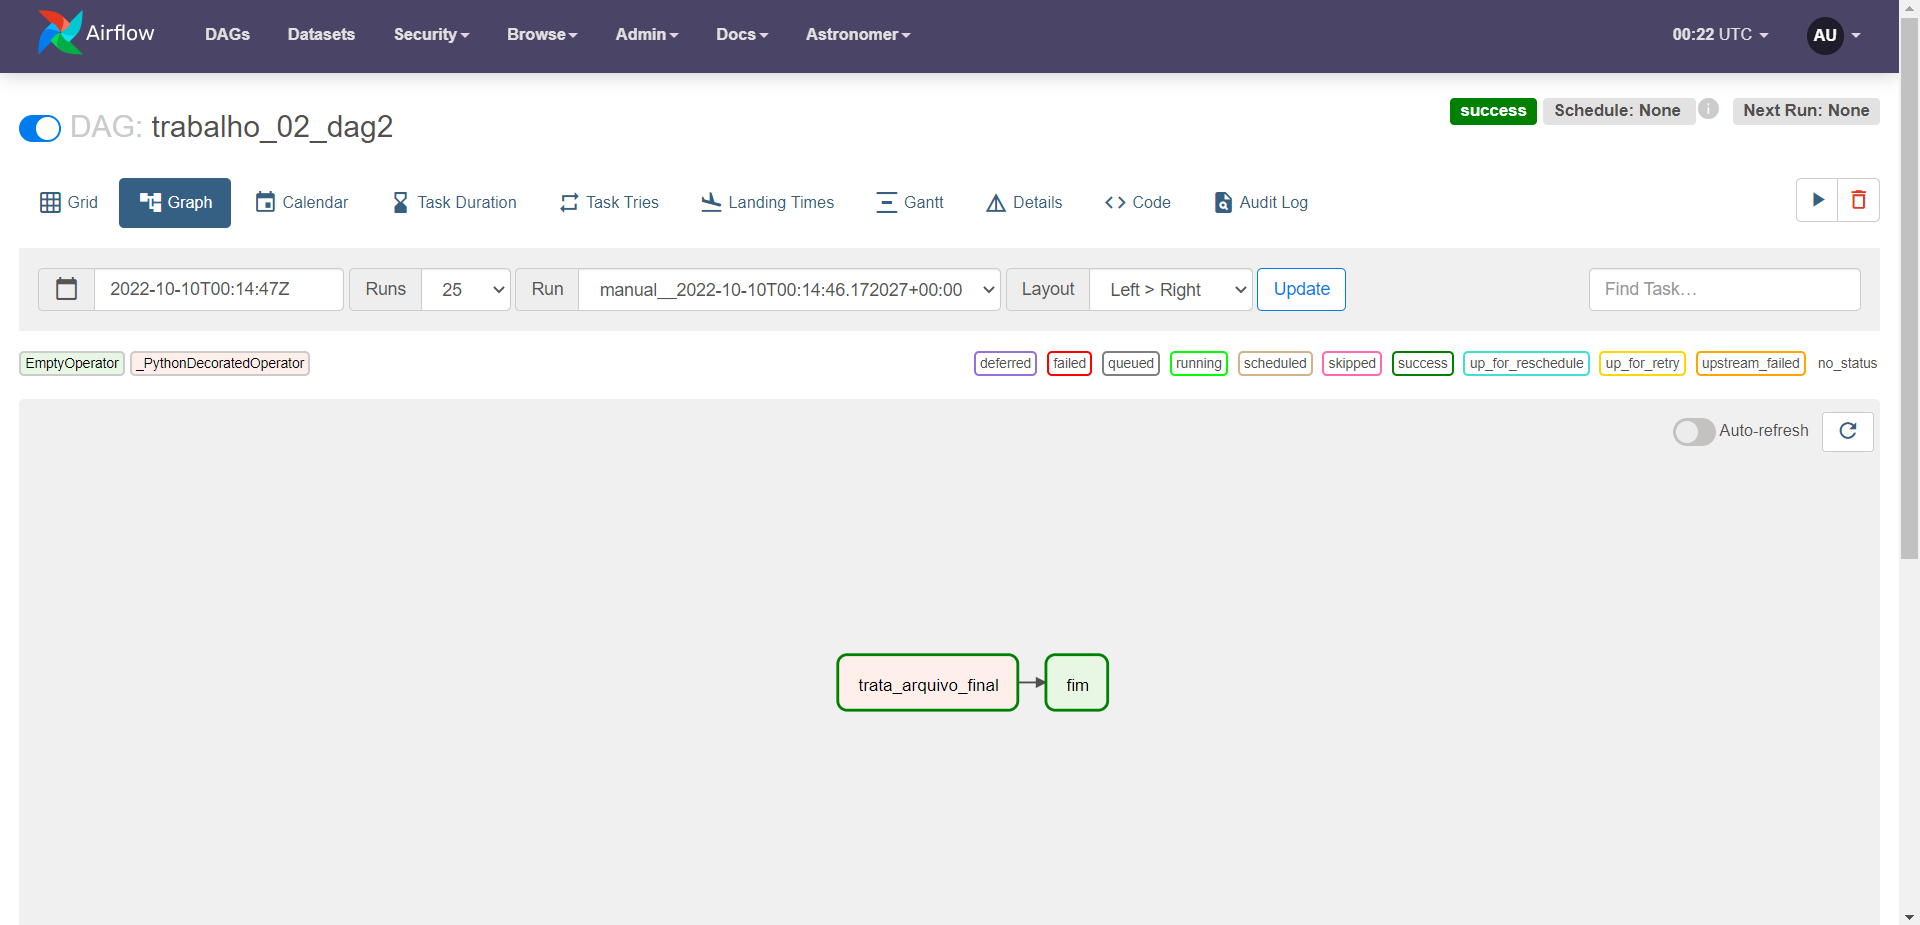 Airflow DAGs Datasets Security Browse Admin Docs Astronomer 00:22 UTC AU
DAG: trabalho_02_dag2 success Schedule: None i Next Run: None
Grid Graph Calendar Task Duration Task Tries Landing Times Gantt Details Code Audit Log
2022-10-10T00:14:47Z Runs 25 Run manual__2022-10-10T00:14:46.172027+00:00 Layout Left > Right Update Find Task…
EmptyOperator _PythonDecoratedOperator deferred failed queued running scheduled skipped success up_for_reschedule up_for_retry upstream_failed no_status
Auto-refresh
trata_arquivo_final fim